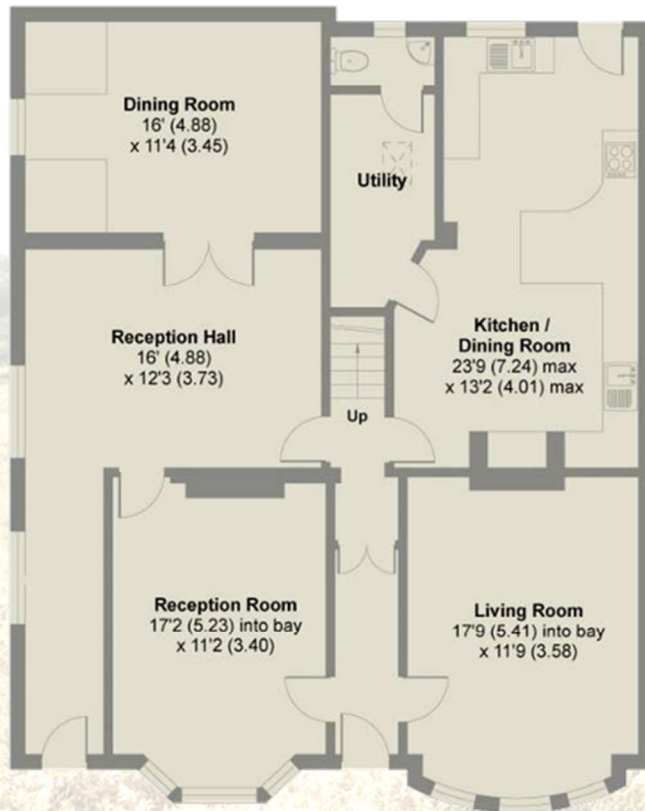 Dining Room
16' (4.88)
x 11'4 (3.45)
Utility
Reception Hall
16' (4.88)
x 12'3 (3.73)
Kitchen /
Dining Room
23'9 (7.24) max
x 13'2 (4.01) max
Up
Reception Room
17'2 (5.23) into bay
x 11'2 (3.40)
Living Room
17'9 (5.41) into bay
x 11'9 (3.58)